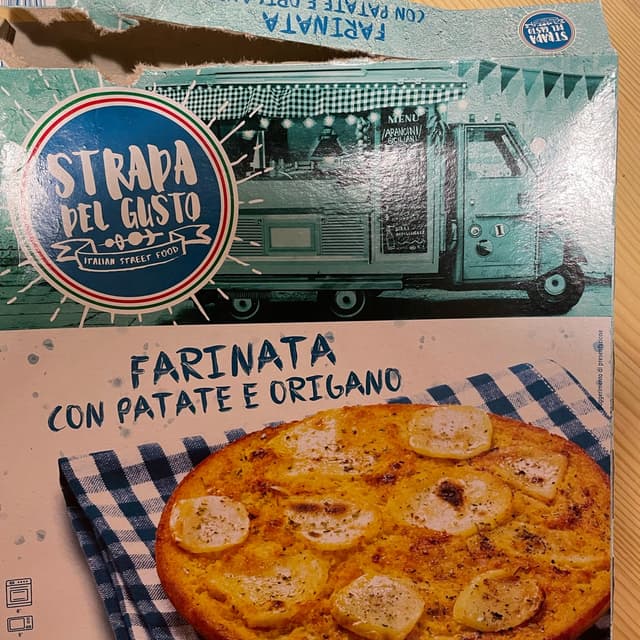 FARINATA
CON PATATE E ORIGANO
STRADA
DEL GUSTO
STRADA
DEL GUSTO
ITALIAN STREET FOOD
MENU
ARANCINI
FARINATA
CON PATATE E ORIGANO